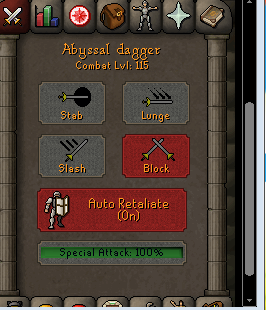 Abyssal dagger
Combat Lvl: 115
Stab
Lunge
Slash
Block
Auto Retaliate
(On)
Special Attack: 100%